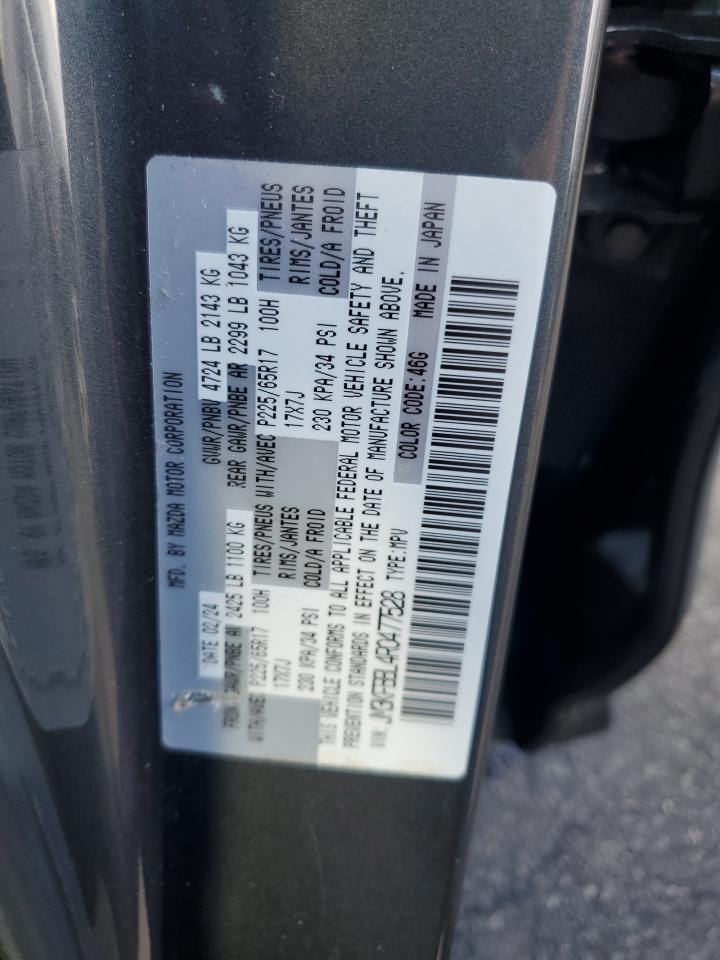 MFD. BY MAZDA MOTOR CORPORATION
DATE 02/24 GVWR/PNBV 4724 LB 2143 KG
GAWR/PNBE 2425 LB 1100 KG REAR GAWR/PNBE AR 2299 LB 1043 KG
WITH/AVEC P225/65R17 100H TIRES/PNEUS WITH/AVEC P225/65R17 100H TIRES/PNEUS
17X7J RIMS/JANTES 17X7J RIMS/JANTES
230 KPA/34 PSI COLD/A FROID 230 KPA/34 PSI COLD/A FROID
THIS VEHICLE CONFORMS TO ALL APPLICABLE FEDERAL MOTOR VEHICLE SAFETY AND THEFT
PREVENTION STANDARDS IN EFFECT ON THE DATE OF MANUFACTURE SHOWN ABOVE.
VIN: JM3KFBBL4R0477528 TYPE:MPV COLOR CODE:46G MADE IN JAPAN